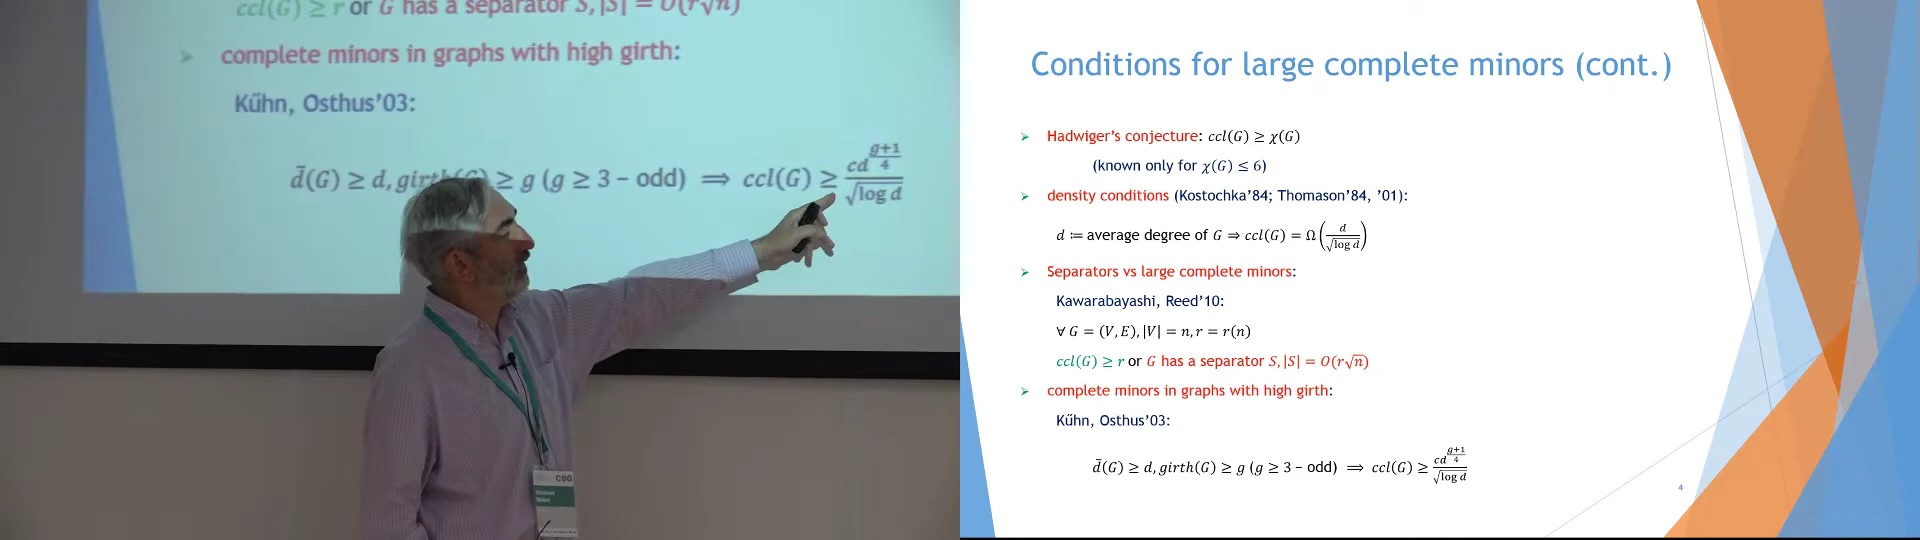 ccl(G) ≥ r or G has a separator S, |S| = O(r√n)
➤ complete minors in graphs with high girth:
Kűhn, Osthus’03:
d̄(G) ≥ d, girth(G) ≥ g (g ≥ 3 − odd) ⟹ ccl(G) ≥ cd^((g+1)/4) / √(log d)
CGO
Conditions for large complete minors (cont.)
➤ Hadwiger’s conjecture: ccl(G) ≥ χ(G)
(known only for χ(G) ≤ 6)
➤ density conditions (Kostochka’84; Thomason’84, ’01):
d ≔ average degree of G ⇒ ccl(G) = Ω(d / √(log d))
➤ Separators vs large complete minors:
Kawarabayashi, Reed’10:
∀ G = (V, E), |V| = n, r = r(n)
ccl(G) ≥ r or G has a separator S, |S| = O(r√n)
➤ complete minors in graphs with high girth:
Kűhn, Osthus’03:
d̄(G) ≥ d, girth(G) ≥ g (g ≥ 3 − odd) ⟹ ccl(G) ≥ cd^((g+1)/4) / √(log d)
4